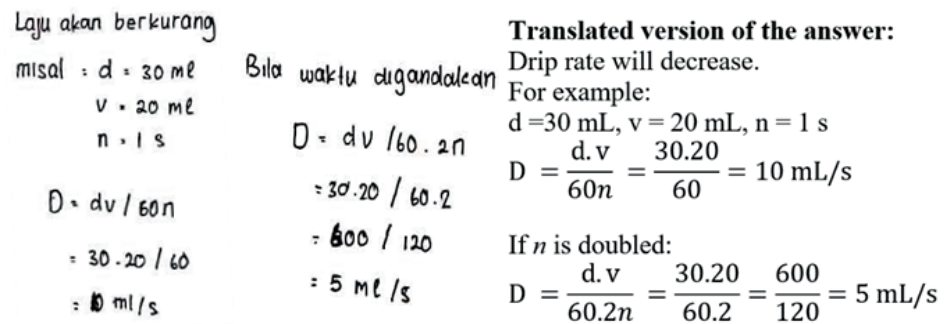 Laju akan berkurang
misal : d = 30 ml
v = 20 ml
n = 1 s
D = dv / 60n
= 30 . 20 / 60
= 10 ml/s
Bila waktu digandakan
D = dv / 60 . 2n
= 30 . 20 / 60 . 2
= 600 / 120
= 5 ml /s
Translated version of the answer:
Drip rate will decrease.
For example:
d =30 mL, v = 20 mL, n = 1 s
D = d.v/60n = 30.20/60 = 10 mL/s
If n is doubled:
D = d.v/60.2n = 30.20/60.2 = 600/120 = 5 mL/s